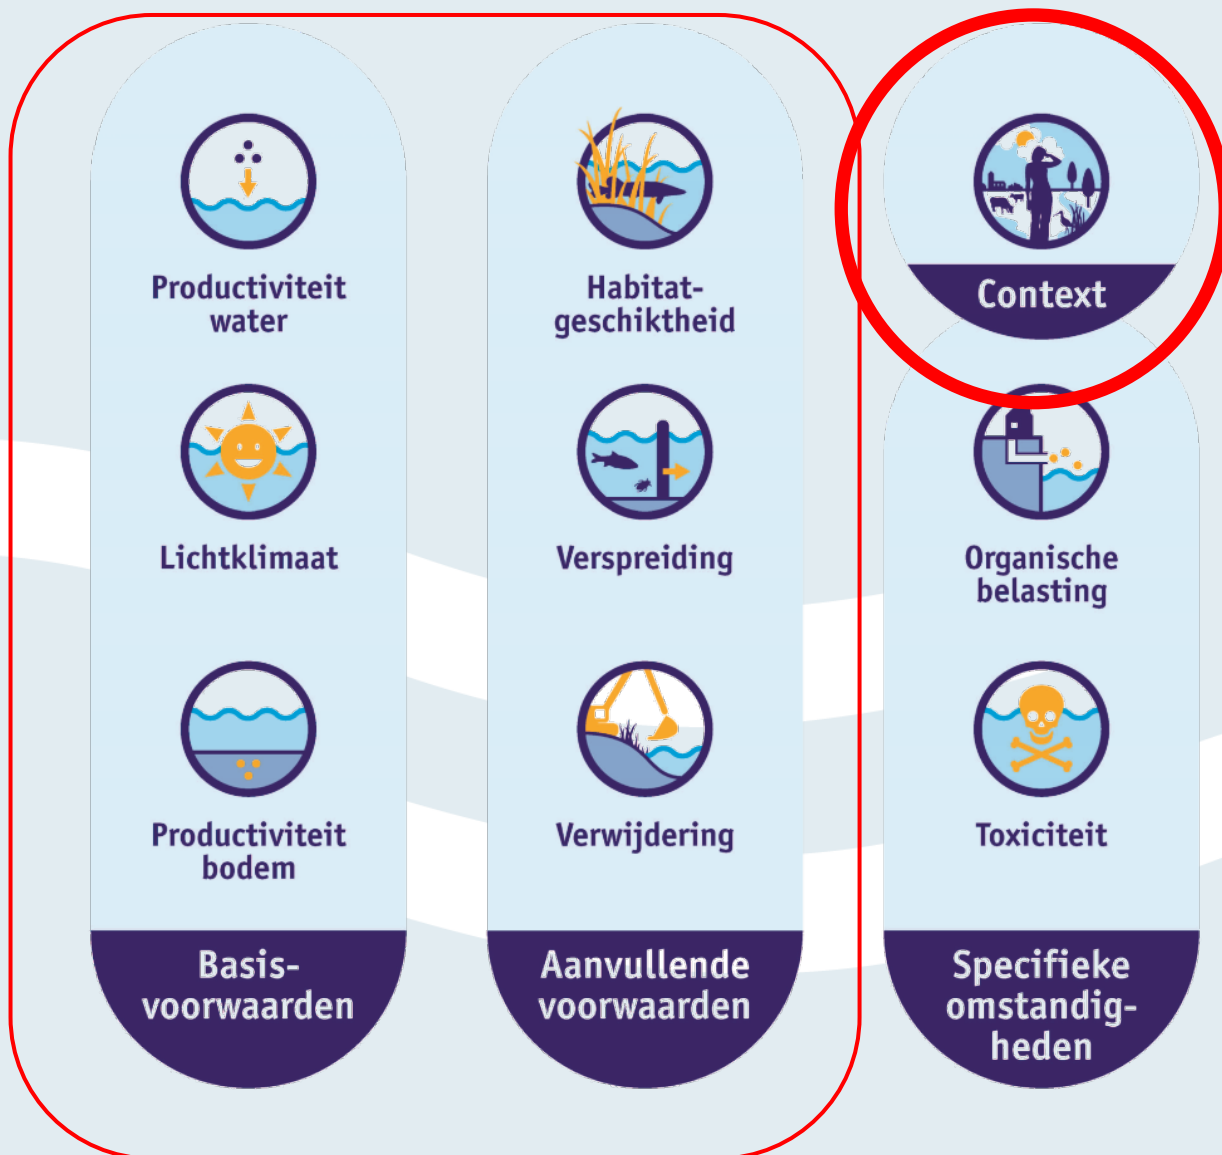 Productiviteit
water
Lichtklimaat
Productiviteit
bodem
Basis-
voorwaarden
Habitat-
geschiktheid
Verspreiding
Verwijdering
Aanvullende
voorwaarden
Context
Organische
belasting
Toxiciteit
Specifieke
omstandig-
heden